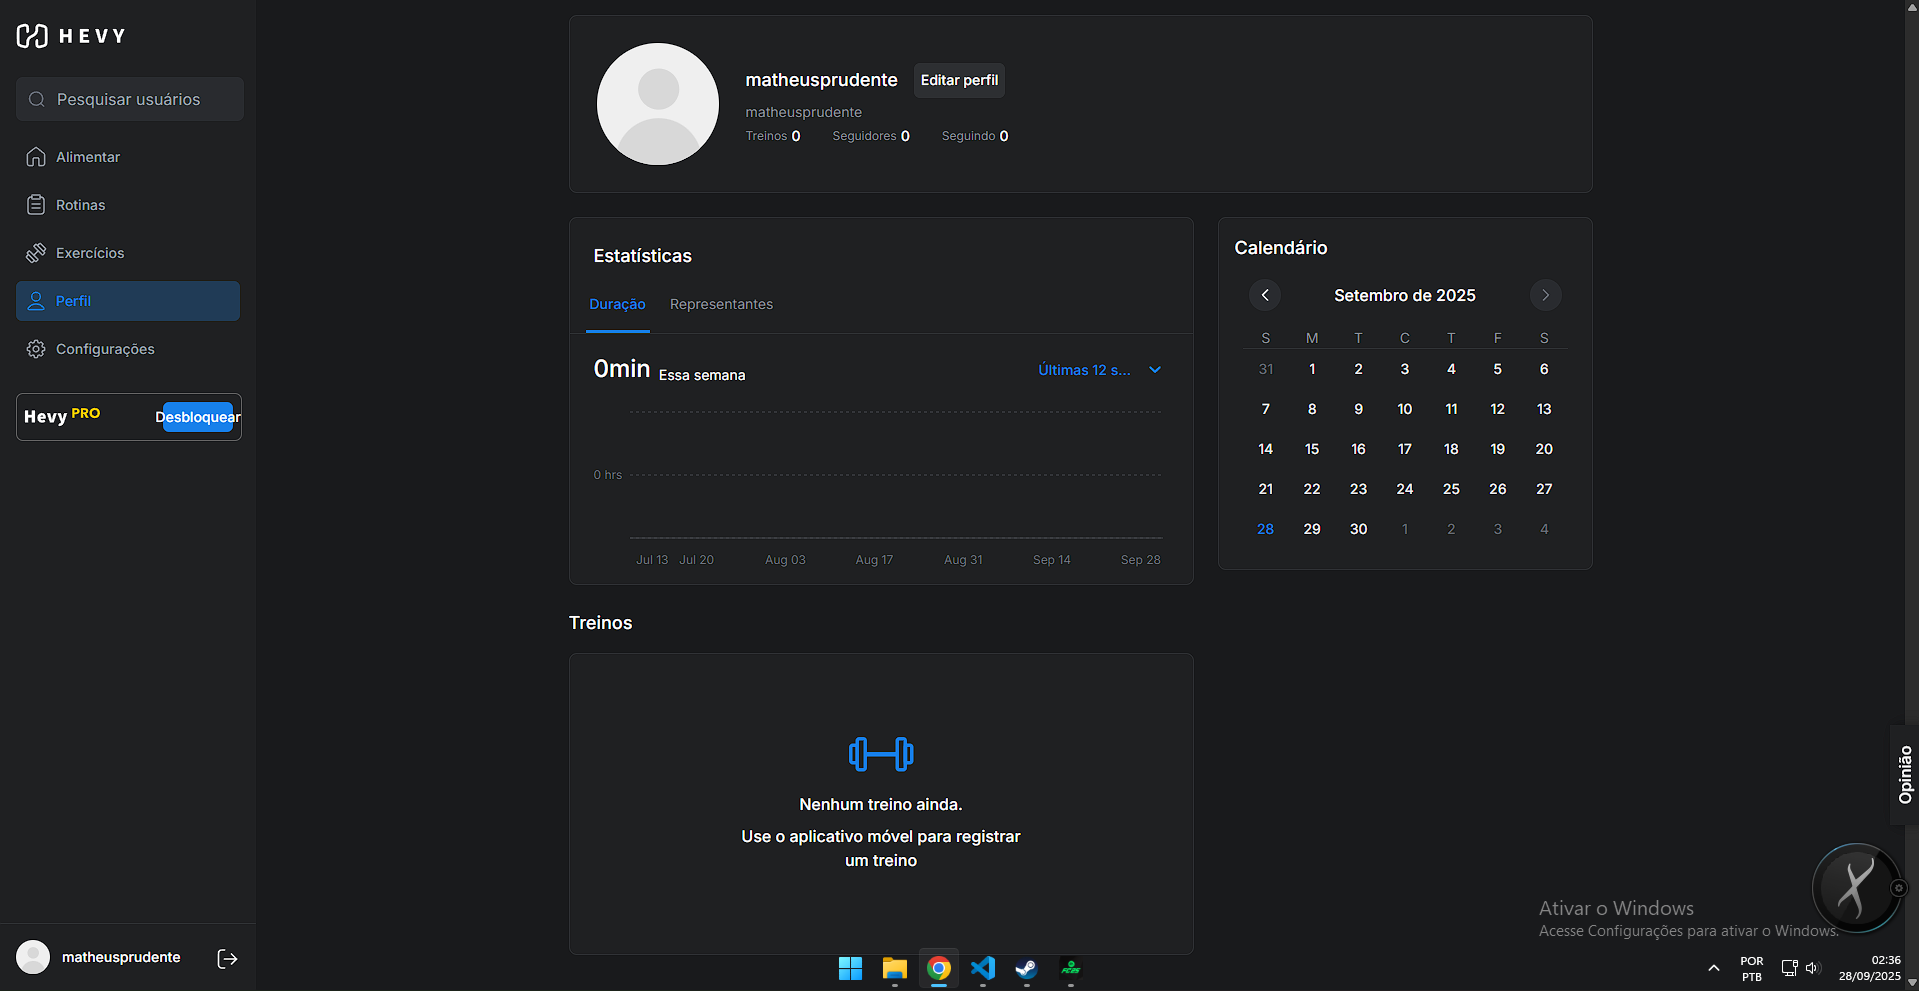 HEVY
Pesquisar usuários
Alimentar
Rotinas
Exercícios
Perfil
Configurações
Hevy PRO Desbloquear
matheusprudente
matheusprudente Editar perfil
matheusprudente
Treinos 0 Seguidores 0 Seguindo 0
Estatísticas
Duração Representantes
0min Essa semana Últimas 12 s...
0 hrs
Jul 13 Jul 20 Aug 03 Aug 17 Aug 31 Sep 14 Sep 28
Calendário
Setembro de 2025
S M T C T F S
31 1 2 3 4 5 6
7 8 9 10 11 12 13
14 15 16 17 18 19 20
21 22 23 24 25 26 27
28 29 30 1 2 3 4
Treinos
Nenhum treino ainda.
Use o aplicativo móvel para registrar
um treino
Opinião
Ativar o Windows
Acesse Configurações para ativar o Windows.
FC25
POR
PTB
02:36
28/09/2025